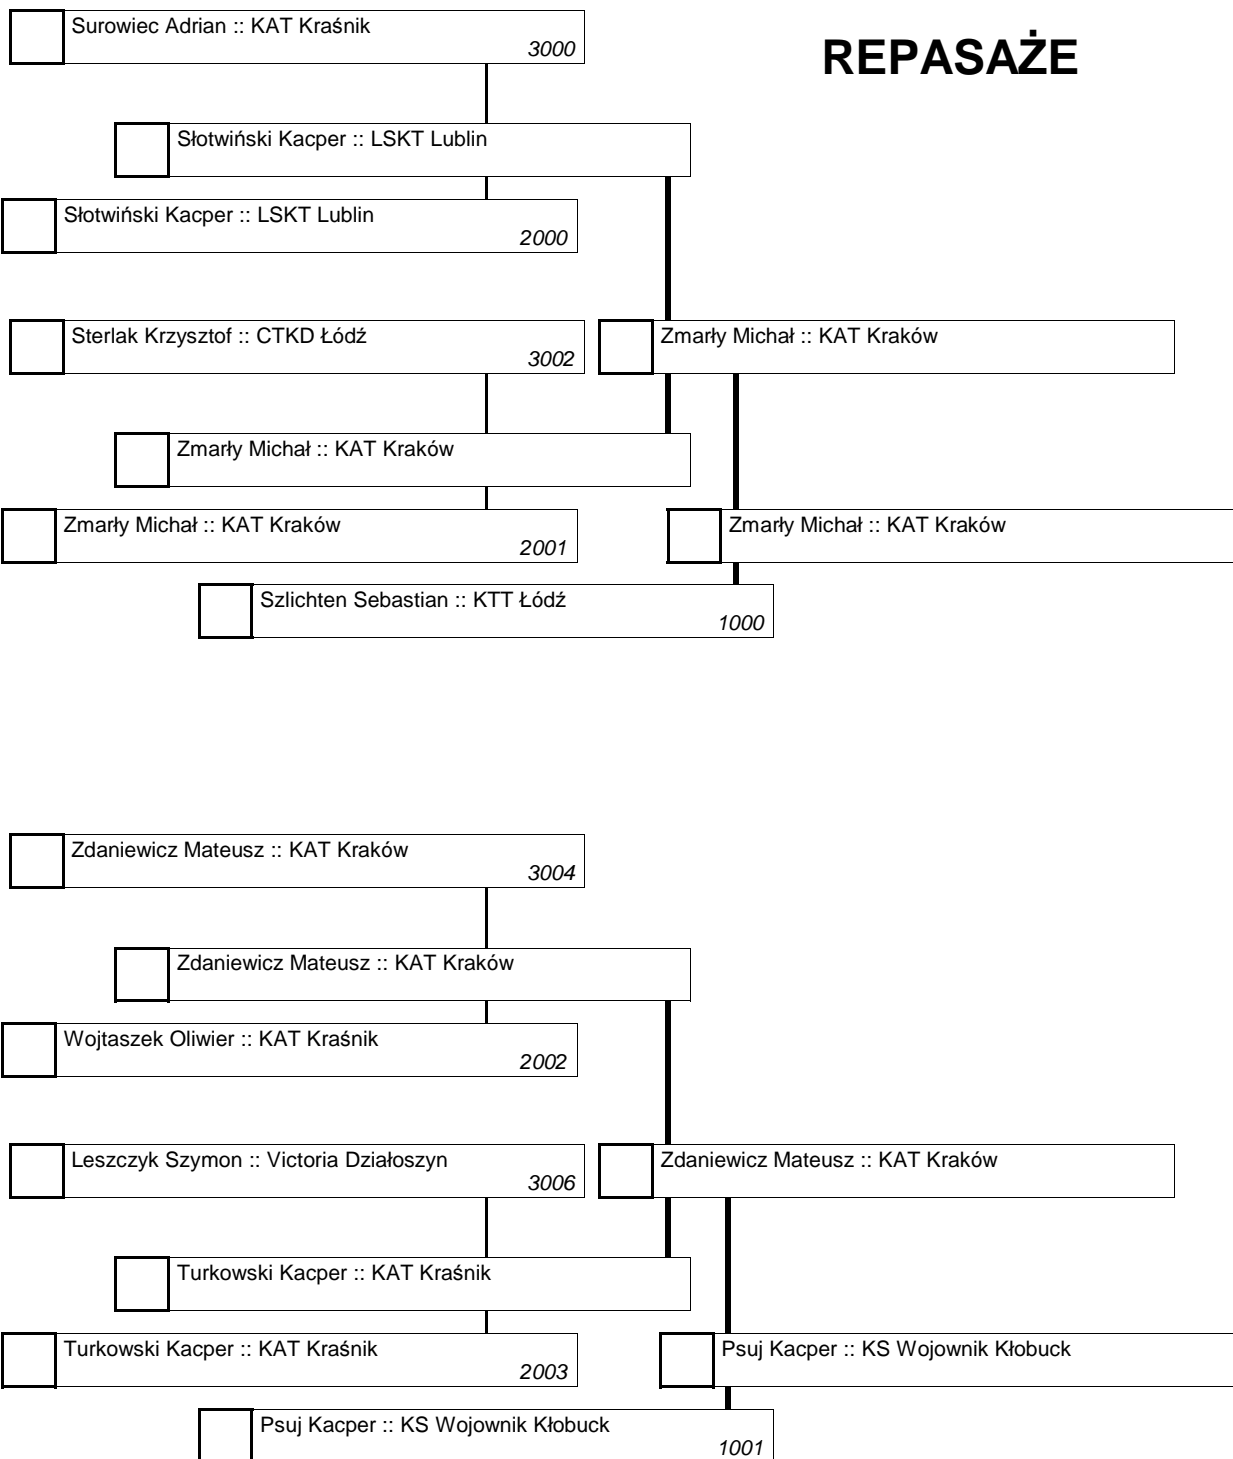 Surowiec Adrian :: KAT Kraśnik
3000
REPASAŻE
Słotwiński Kacper :: LSKT Lublin
Słotwiński Kacper :: LSKT Lublin
2000
Sterlak Krzysztof :: CTKD Łódź
3002
Zmarły Michał :: KAT Kraków
Zmarły Michał :: KAT Kraków
Zmarły Michał :: KAT Kraków
2001
Zmarły Michał :: KAT Kraków
Szlichten Sebastian :: KTT Łódź
1000
Zdaniewicz Mateusz :: KAT Kraków
3004
Zdaniewicz Mateusz :: KAT Kraków
Wojtaszek Oliwier :: KAT Kraśnik
2002
Leszczyk Szymon :: Victoria Działoszyn
3006
Zdaniewicz Mateusz :: KAT Kraków
Turkowski Kacper :: KAT Kraśnik
Turkowski Kacper :: KAT Kraśnik
2003
Psuj Kacper :: KS Wojownik Kłobuck
Psuj Kacper :: KS Wojownik Kłobuck
1001